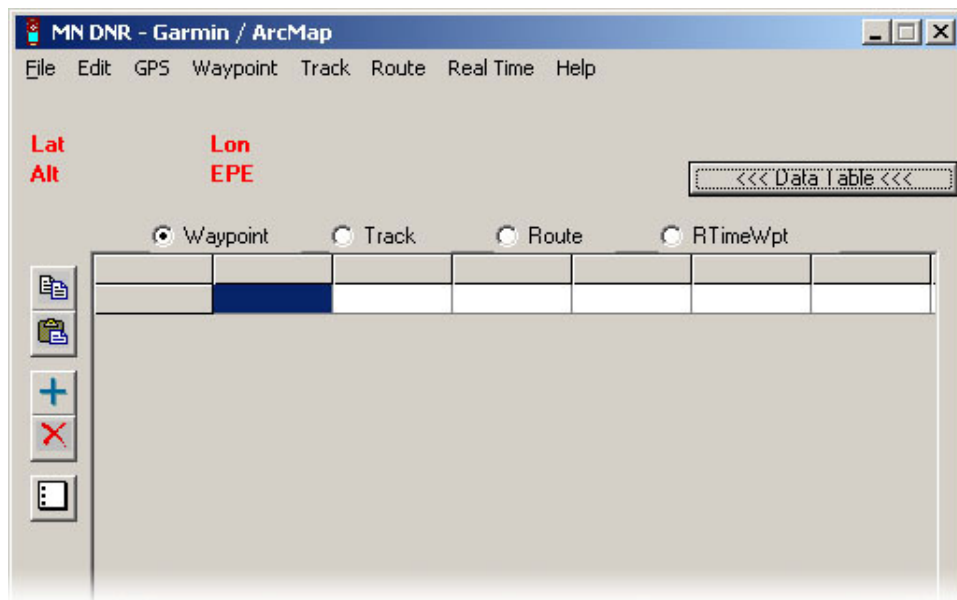 MN DNR - Garmin / ArcMap
File Edit GPS Waypoint Track Route Real Time Help
Lat Lon
Alt EPE
<<< Data Table <<<
Waypoint Track Route RTimeWpt